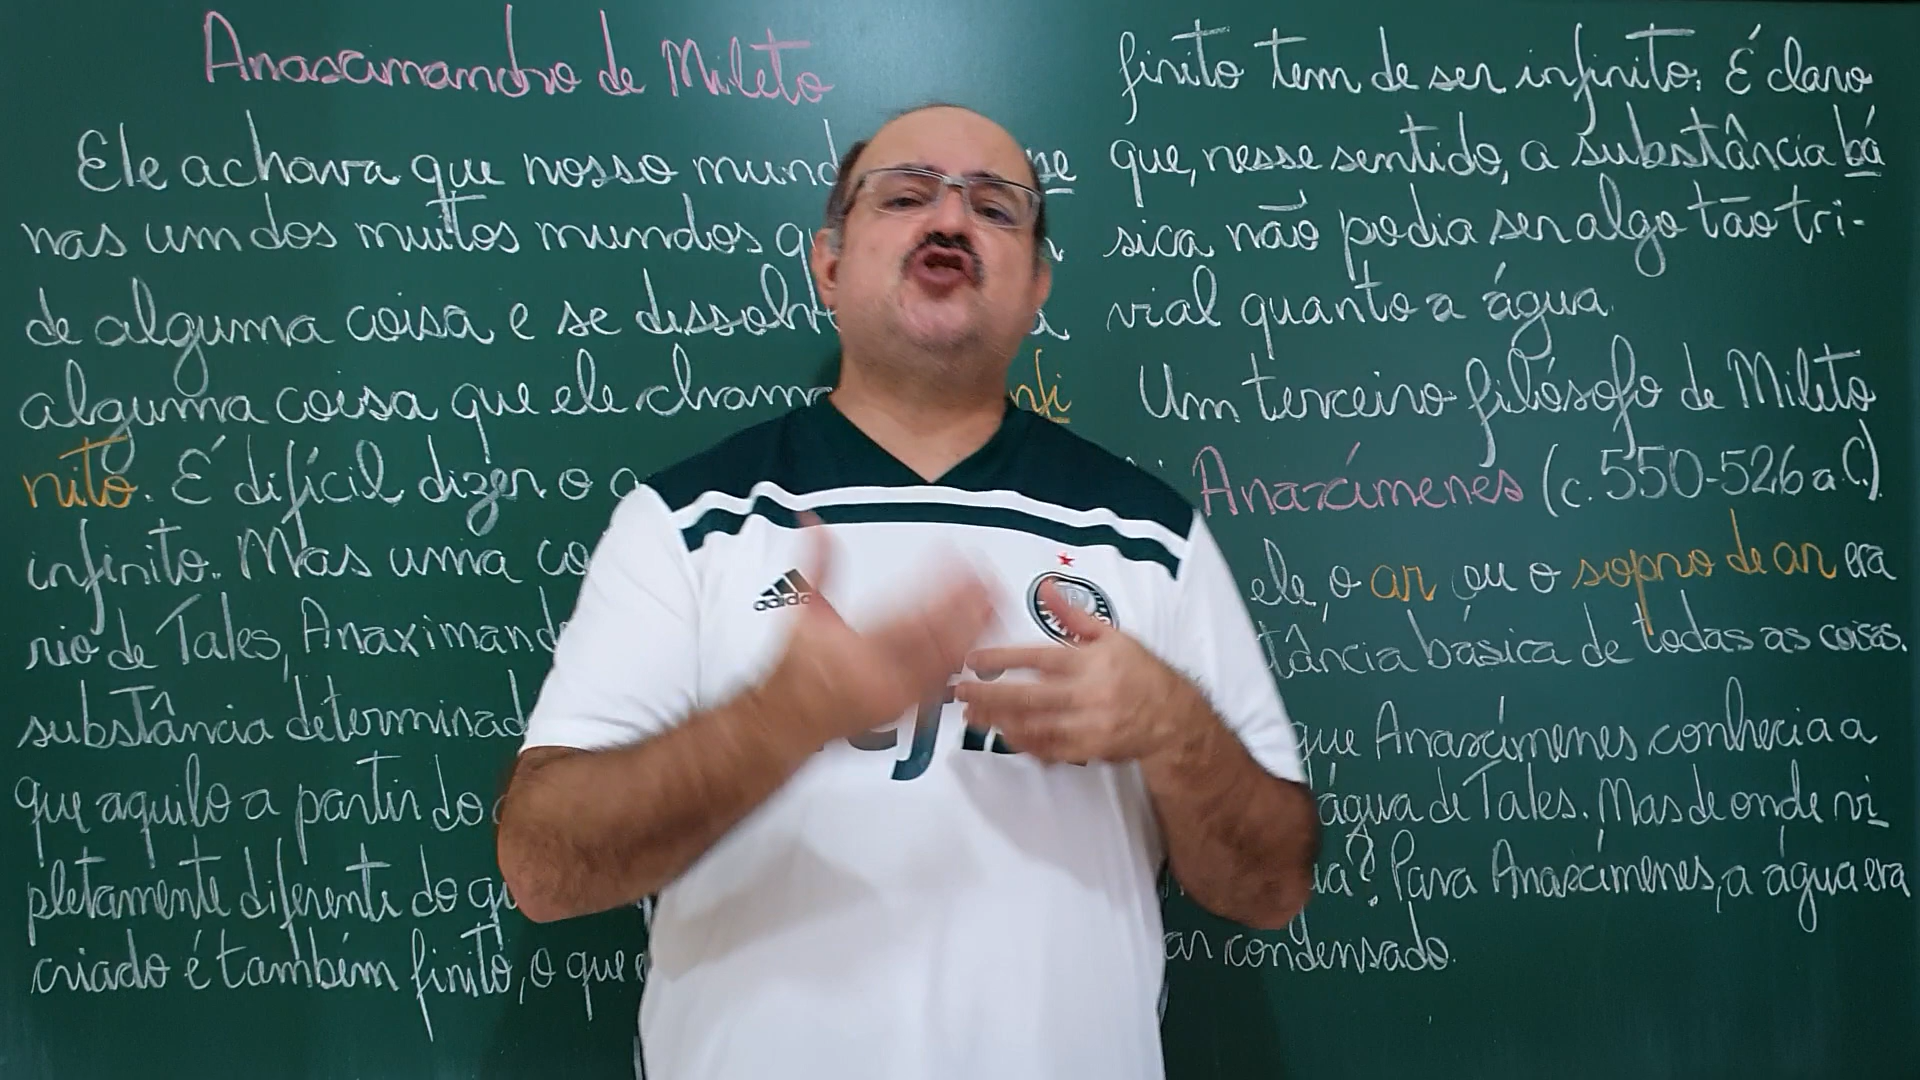 Anaximandro de Mileto
Ele achava que nosso mund
nas um dos muitos mundos
de alguma coisa e se dissolv
alguma coisa que ele chama nfi
nito. É difícil dizer o
infinito. Mas uma co
rio de Tales, Anaximand
substância determinad
que aquilo a partir do
pletamente diferente do qu
criado é também finito, o que
finito tem de ser infinito. É claro
que, nesse sentido, a substância bá
sica não podia ser algo tão tri-
vial quanto a água.
Um terceiro filósofo de Mileto
Anaxímenes (c. 550-526 a.C.)
ele, o ar ou o sopro de ar era
tância básica de todas as coisas.
que Anaxímenes conhecia a
água de Tales. Mas de onde vi
ua? Para Anaxímenes, a água era
ar condensado.
adidas